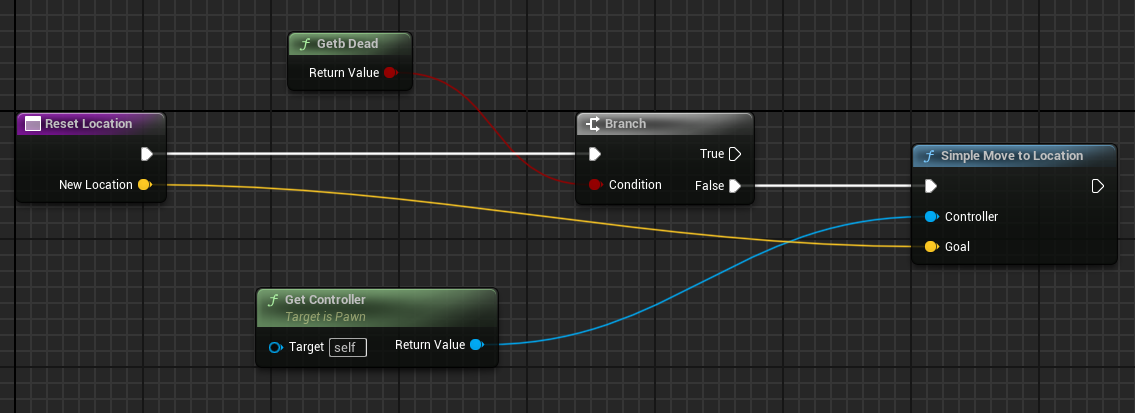 Getb Dead
Return Value
Reset Location
New Location
Branch
True
Condition
False
Simple Move to Location
Controller
Goal
Get Controller
Target is Pawn
Target self
Return Value